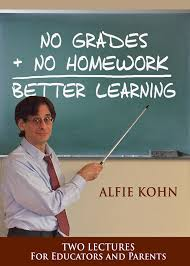 NO GRADES
+ NO HOMEWORK
BETTER LEARNING
ALFIE KOHN
TWO LECTURES
FOR EDUCATORS AND PARENTS